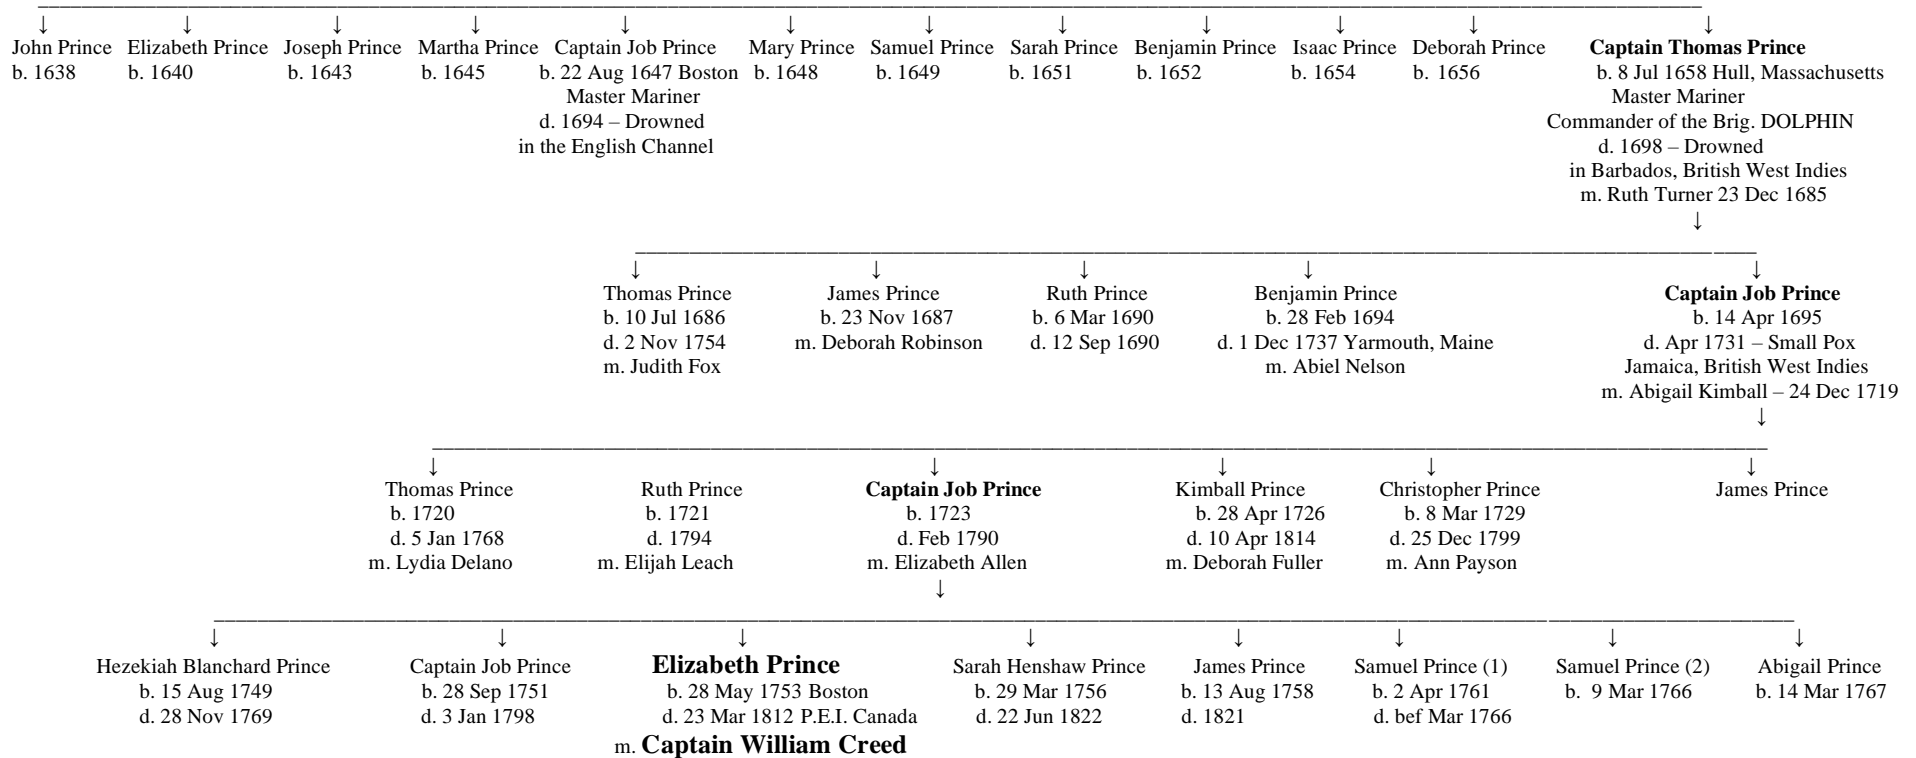 John Prince Elizabeth Prince Joseph Prince Martha Prince Captain Job Prince Mary Prince Samuel Prince Sarah Prince Benjamin Prince Isaac Prince Deborah Prince Captain Thomas Prince
b. 1638 b. 1640 b. 1643 b. 1645 b. 22 Aug 1647 Boston b. 1648 b. 1649 b. 1651 b. 1652 b. 1654 b. 1656 b. 8 Jul 1658 Hull, Massachusetts
Master Mariner Master Mariner
d. 1694 – Drowned Commander of the Brig. DOLPHIN
in the English Channel d. 1698 – Drowned
in Barbados, British West Indies
m. Ruth Turner 23 Dec 1685
Thomas Prince James Prince Ruth Prince Benjamin Prince Captain Job Prince
b. 10 Jul 1686 b. 23 Nov 1687 b. 6 Mar 1690 b. 28 Feb 1694 b. 14 Apr 1695
d. 2 Nov 1754 m. Deborah Robinson d. 12 Sep 1690 d. 1 Dec 1737 Yarmouth, Maine d. Apr 1731 – Small Pox
m. Judith Fox m. Abiel Nelson Jamaica, British West Indies
m. Abigail Kimball – 24 Dec 1719
Thomas Prince Ruth Prince Captain Job Prince Kimball Prince Christopher Prince James Prince
b. 1720 b. 1721 b. 1723 b. 28 Apr 1726 b. 8 Mar 1729
d. 5 Jan 1768 d. 1794 d. Feb 1790 d. 10 Apr 1814 d. 25 Dec 1799
m. Lydia Delano m. Elijah Leach m. Elizabeth Allen m. Deborah Fuller m. Ann Payson
Hezekiah Blanchard Prince Captain Job Prince Elizabeth Prince Sarah Henshaw Prince James Prince Samuel Prince (1) Samuel Prince (2) Abigail Prince
b. 15 Aug 1749 b. 28 Sep 1751 b. 28 May 1753 Boston b. 29 Mar 1756 b. 13 Aug 1758 b. 2 Apr 1761 b. 9 Mar 1766 b. 14 Mar 1767
d. 28 Nov 1769 d. 3 Jan 1798 d. 23 Mar 1812 P.E.I. Canada d. 22 Jun 1822 d. 1821 d. bef Mar 1766
m. Captain William Creed